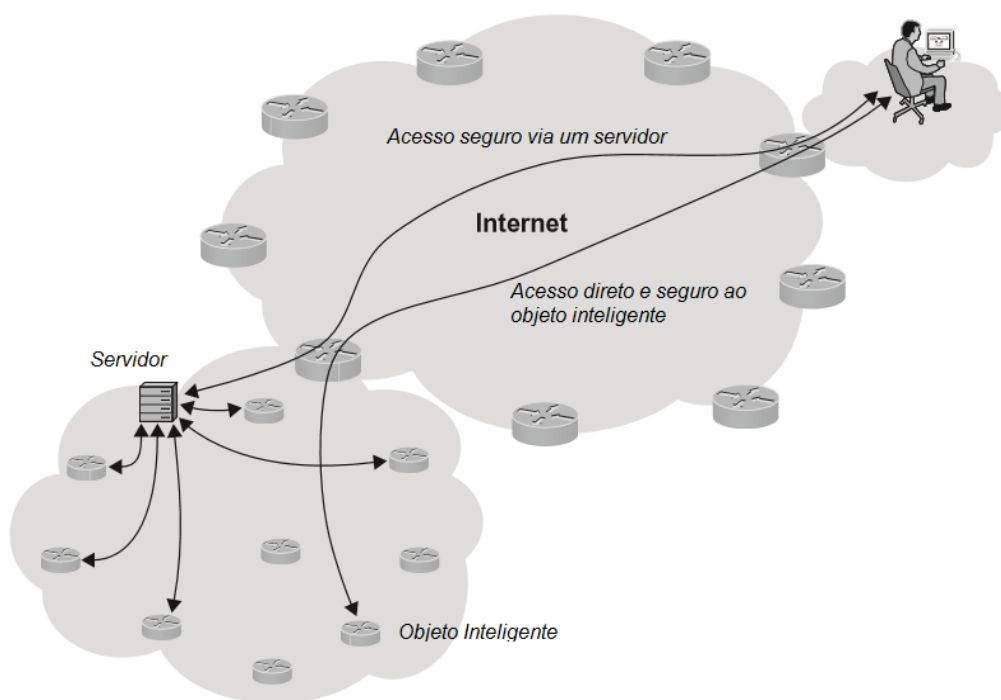 Acesso seguro via um servidor
Internet
Acesso direto e seguro ao
objeto inteligente
Servidor
Objeto Inteligente